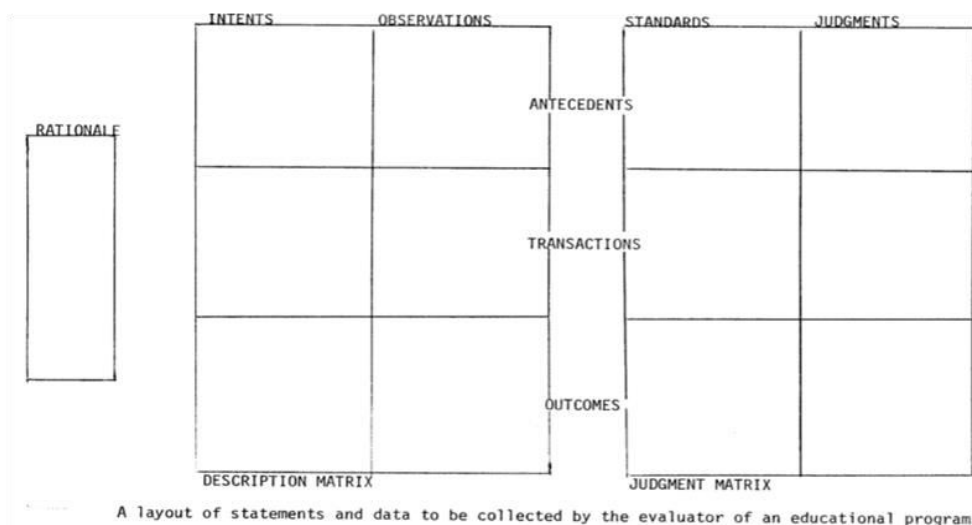 INTENTS OBSERVATIONS STANDARDS JUDGMENTS
ANTECEDENTS
RATIONALE
TRANSACTIONS
OUTCOMES
DESCRIPTION MATRIX JUDGMENT MATRIX
A layout of statements and data to be collected by the evaluator of an educational program